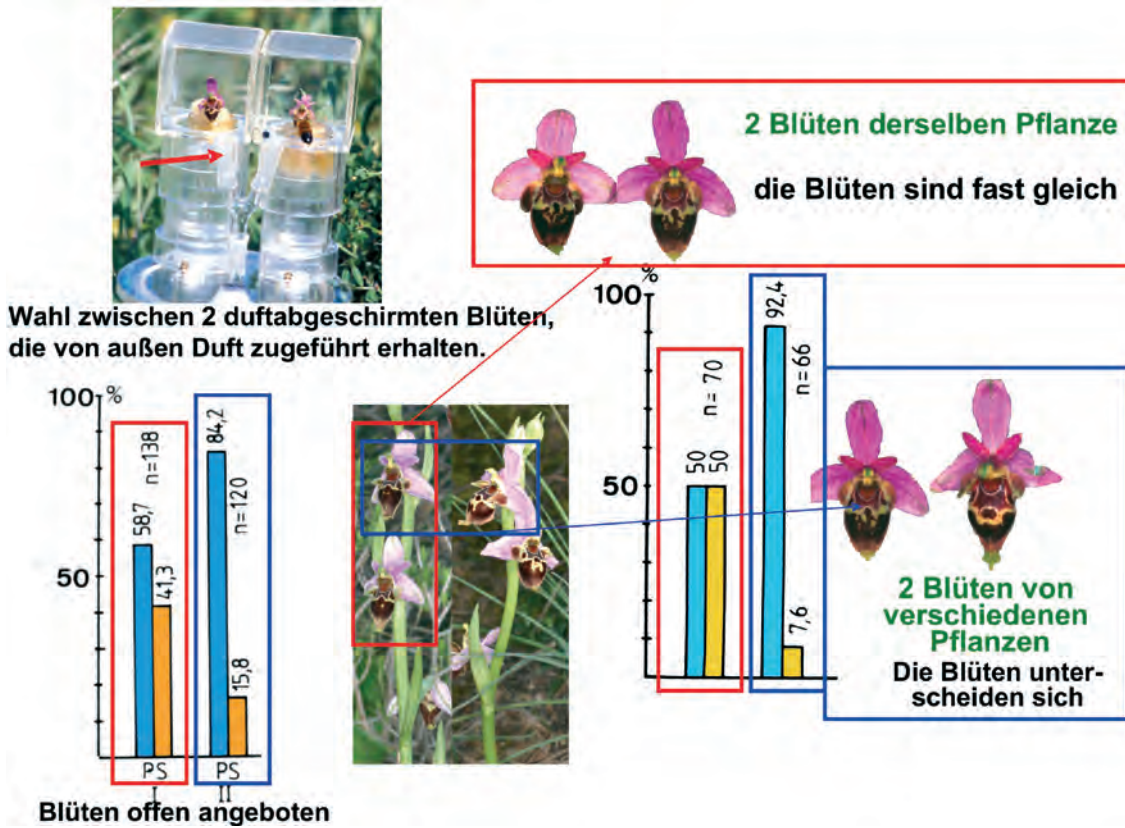 2 Blüten derselben Pflanze
die Blüten sind fast gleich
Wahl zwischen 2 duftabgeschirmten Blüten,
die von außen Duft zugeführt erhalten.
100 %
50
58,7
n=138
41,3
84,2
n=120
15,8
PS
PS
I
II
Blüten offen angeboten
%
100
50
50
50
n= 70
92,4
n=66
7,6
2 Blüten von
verschiedenen
Pflanzen
Die Blüten unter-
scheiden sich